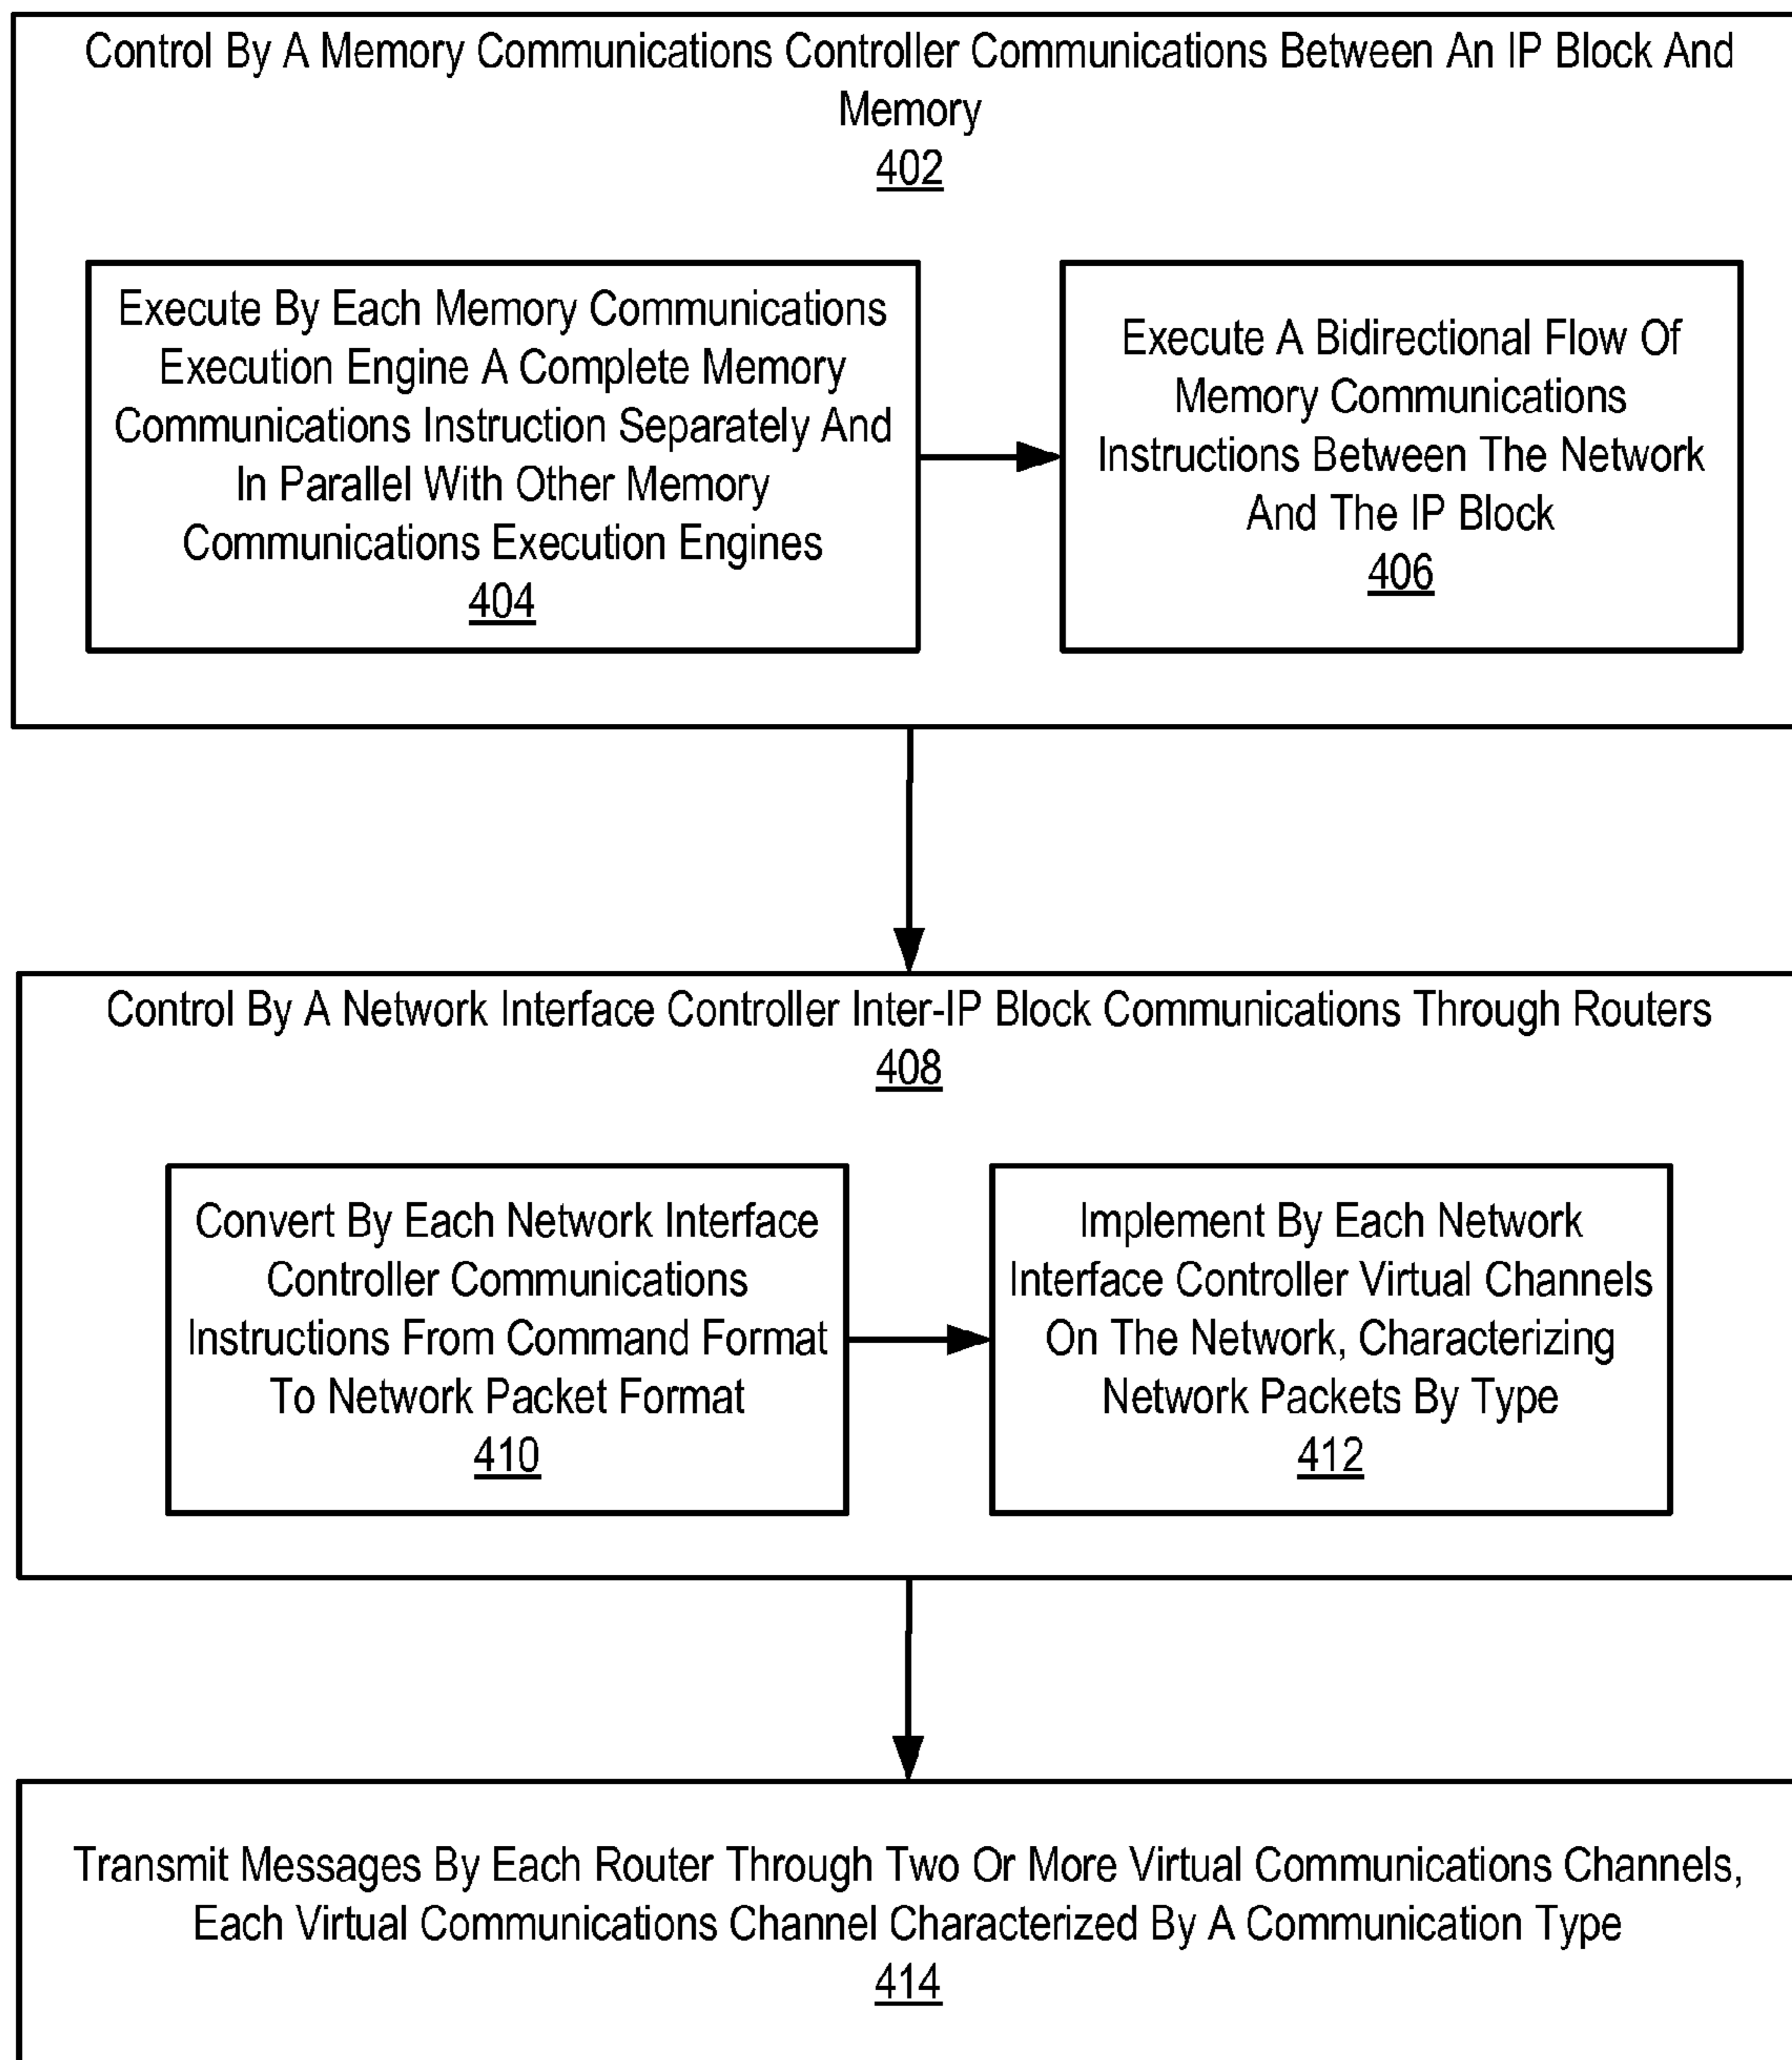 Control By A Memory Communications Controller Communications Between An IP Block And
Memory
402
Execute By Each Memory Communications
Execution Engine A Complete Memory
Communications Instruction Separately And
In Parallel With Other Memory
Communications Execution Engines
404
Execute A Bidirectional Flow Of
Memory Communications
Instructions Between The Network
And The IP Block
406
Control By A Network Interface Controller Inter-IP Block Communications Through Routers
408
Convert By Each Network Interface
Controller Communications
Instructions From Command Format
To Network Packet Format
410
Implement By Each Network
Interface Controller Virtual Channels
On The Network, Characterizing
Network Packets By Type
412
Transmit Messages By Each Router Through Two Or More Virtual Communications Channels,
Each Virtual Communications Channel Characterized By A Communication Type
414